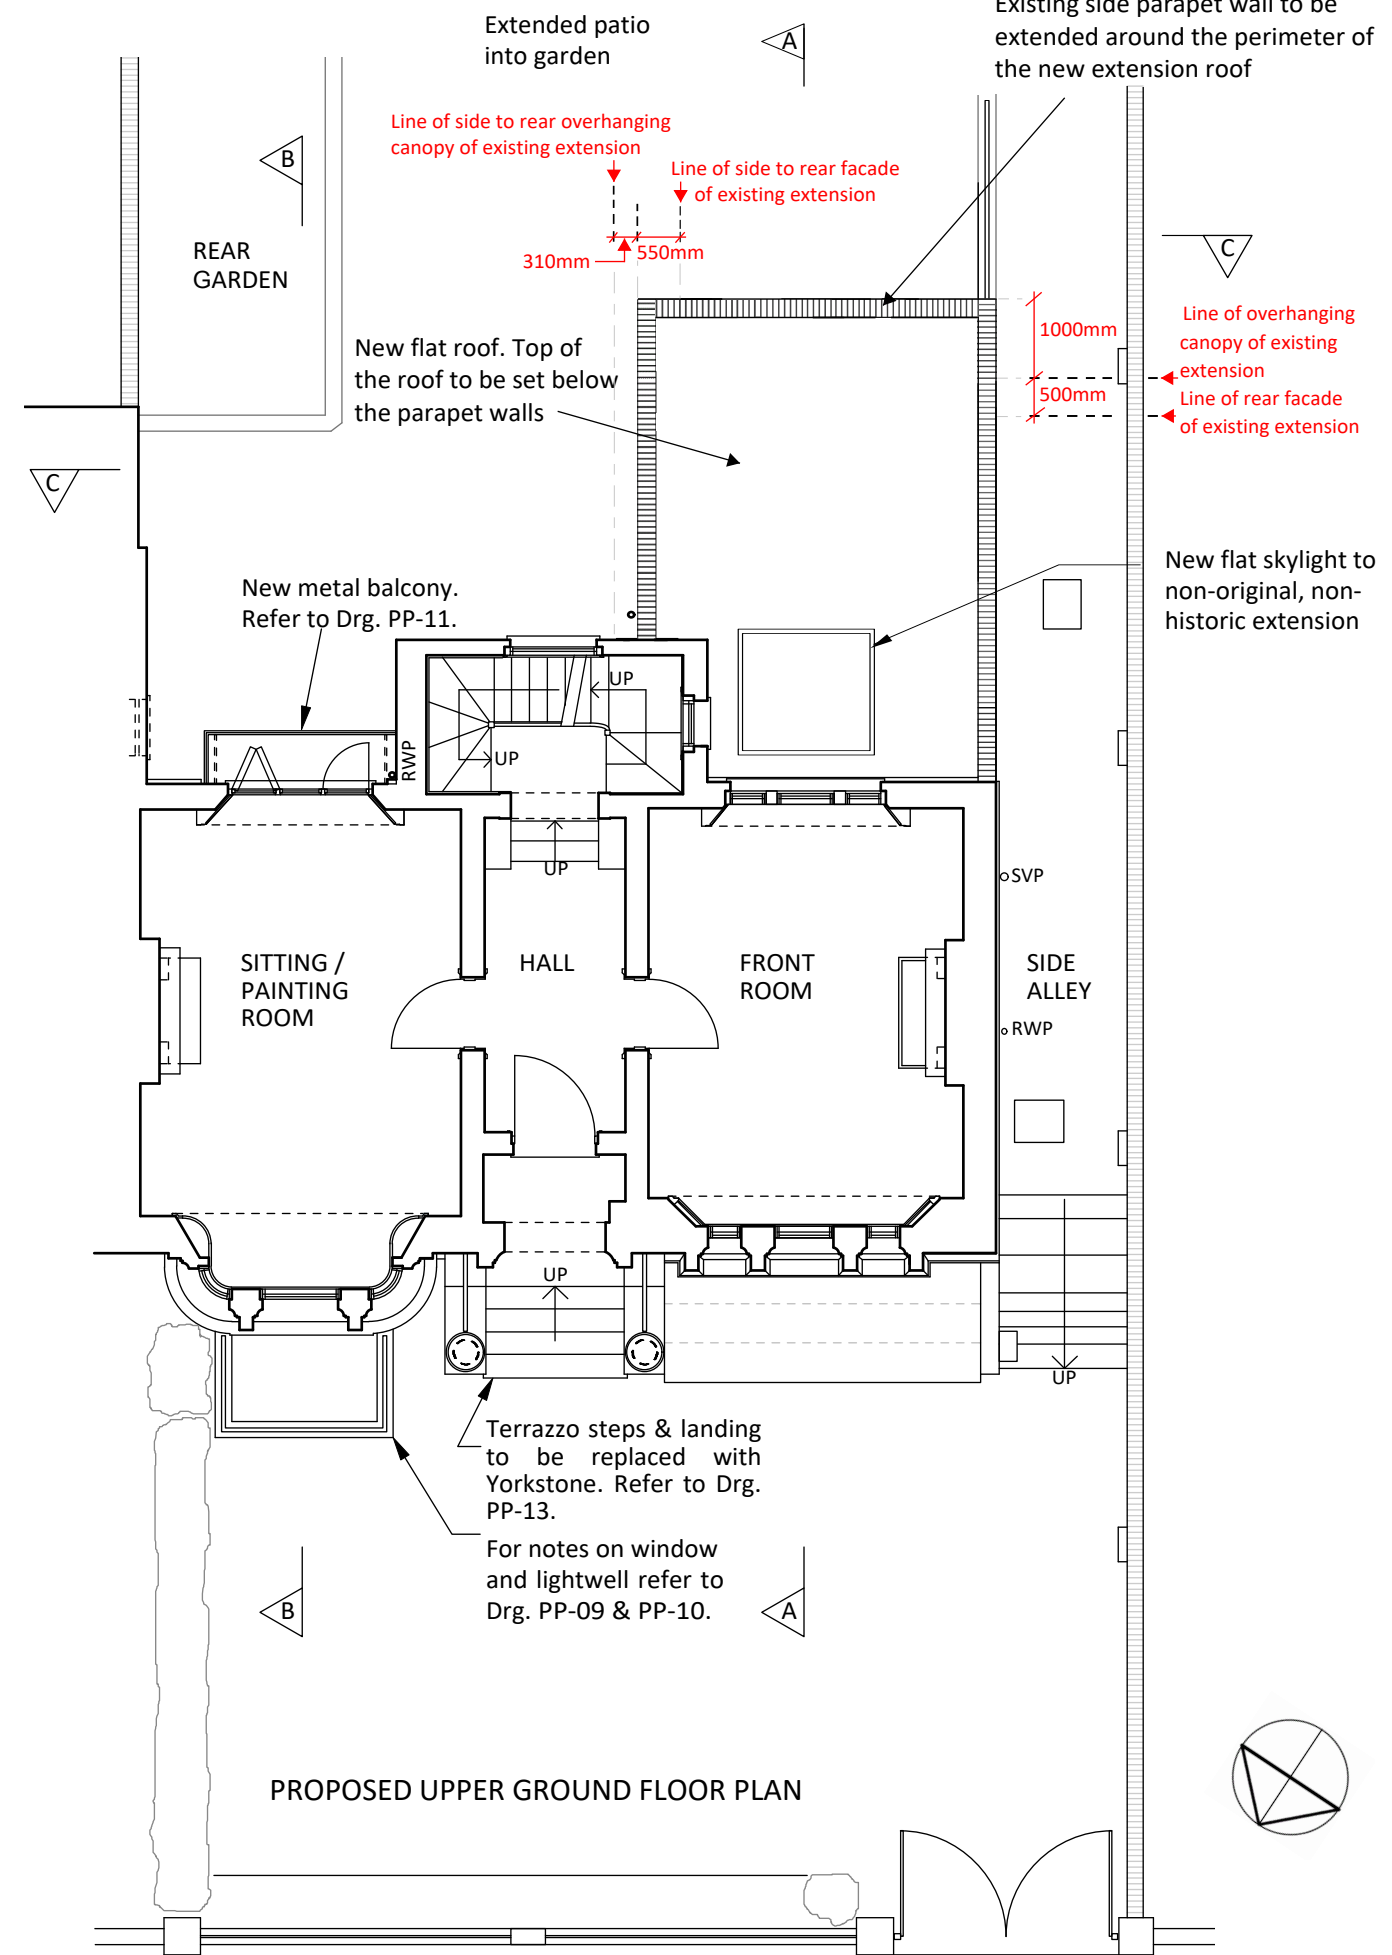 Extended patio
into garden
A
Existing side parapet wall to be
extended around the perimeter of
the new extension roof
Line of side to rear overhanging
canopy of existing extension
Line of side to rear facade
of existing extension
B
310mm
550mm
REAR
GARDEN
C
1000mm
500mm
Line of overhanging
canopy of existing
extension
Line of rear facade
of existing extension
New flat roof. Top of
the roof to be set below
the parapet walls
C
New metal balcony.
Refer to Drg. PP-11.
New flat skylight to
non-original, non-
historic extension
UP
UP
RWP
UP
SVP
SITTING /
PAINTING
ROOM
HALL
FRONT
ROOM
SIDE
ALLEY
RWP
UP
UP
Terrazzo steps & landing
to be replaced with
Yorkstone. Refer to Drg.
PP-13.
For notes on window
and lightwell refer to
Drg. PP-09 & PP-10.
B
A
PROPOSED UPPER GROUND FLOOR PLAN